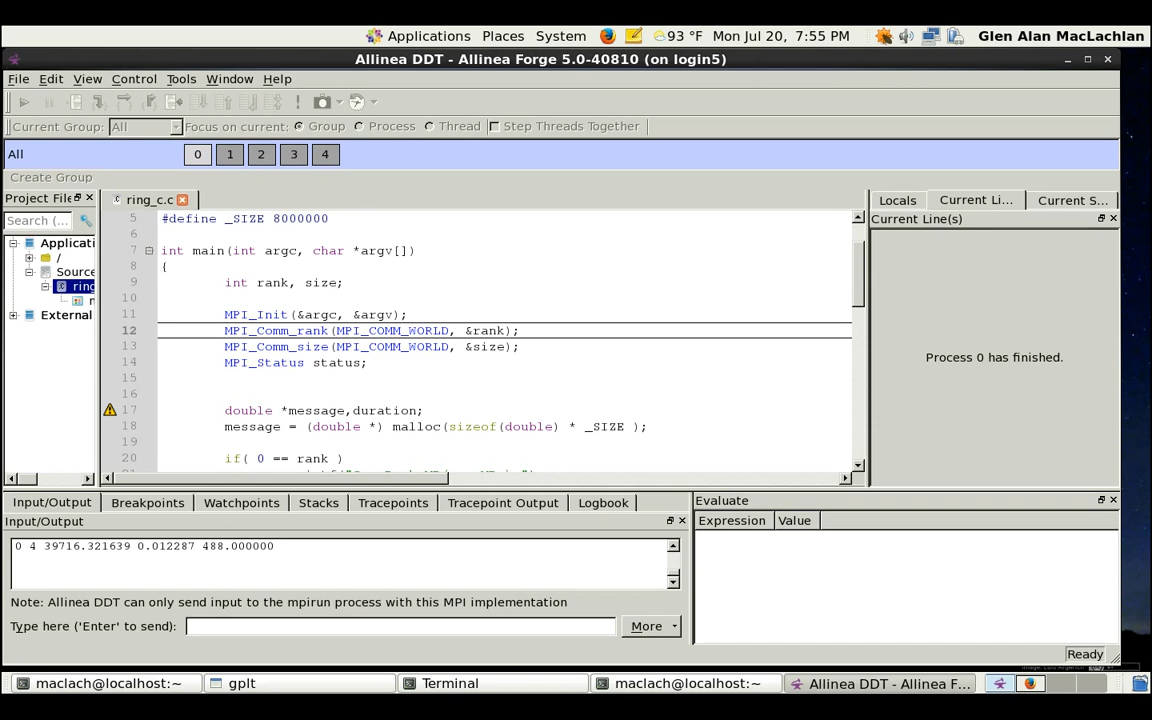 Applications Places System 93 °F Mon Jul 20, 7:55 PM Glen Alan MacLachlan
Allinea DDT - Allinea Forge 5.0-40810 (on login5)
File Edit View Control Tools Window Help
Current Group: All Focus on current: Group Process Thread Step Threads Together
All 0 1 2 3 4
Create Group
Project File ring_c.c Locals Current Li... Current S...
Search (... 5 #define _SIZE 8000000 Current Line(s)
6
Applicati 7 int main(int argc, char *argv[])
/ 8 {
Source 9 int rank, size;
ring 10
External 11 MPI_Init(&argc, &argv);
12 MPI_Comm_rank(MPI_COMM_WORLD, &rank);
13 MPI_Comm_size(MPI_COMM_WORLD, &size);
14 MPI_Status status;
Process 0 has finished.
15
16
17 double *message,duration;
18 message = (double *) malloc(sizeof(double) * _SIZE );
19
20 if( 0 == rank )
Input/Output Breakpoints Watchpoints Stacks Tracepoints Tracepoint Output Logbook Evaluate
Input/Output Expression Value
0 4 39716.321639 0.012287 488.000000
Note: Allinea DDT can only send input to the mpirun process with this MPI implementation
Type here ('Enter' to send): More
Ready
maclach@localhost:~ gplt Terminal maclach@localhost:~ Allinea DDT - Allinea F...